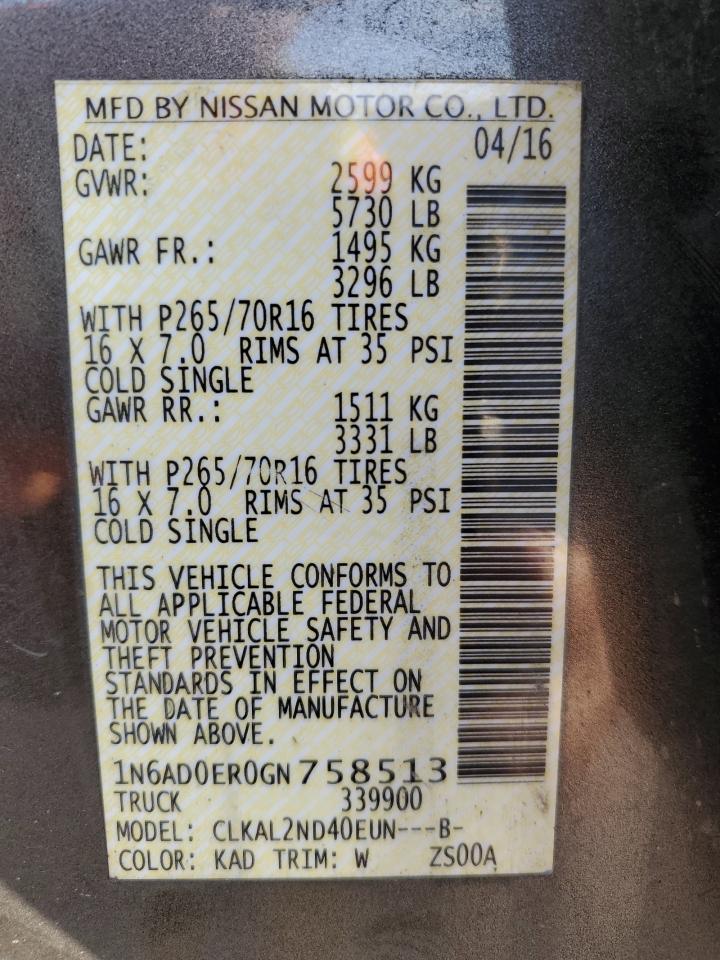 MFD BY NISSAN MOTOR CO., LTD.
DATE: 04/16
GVWR: 2599 KG
5730 LB
GAWR FR.: 1495 KG
3296 LB
WITH P265/70R16 TIRES
16 X 7.0 RIMS AT 35 PSI
COLD SINGLE
GAWR RR.: 1511 KG
3331 LB
WITH P265/70R16 TIRES
16 X 7.0 RIMS AT 35 PSI
COLD SINGLE
THIS VEHICLE CONFORMS TO
ALL APPLICABLE FEDERAL
MOTOR VEHICLE SAFETY AND
THEFT PREVENTION
STANDARDS IN EFFECT ON
THE DATE OF MANUFACTURE
SHOWN ABOVE.
1N6AD0ER0GN758513
TRUCK 339900
MODEL: CLKAL2ND40EUN---B-
COLOR: KAD TRIM: W ZS00A